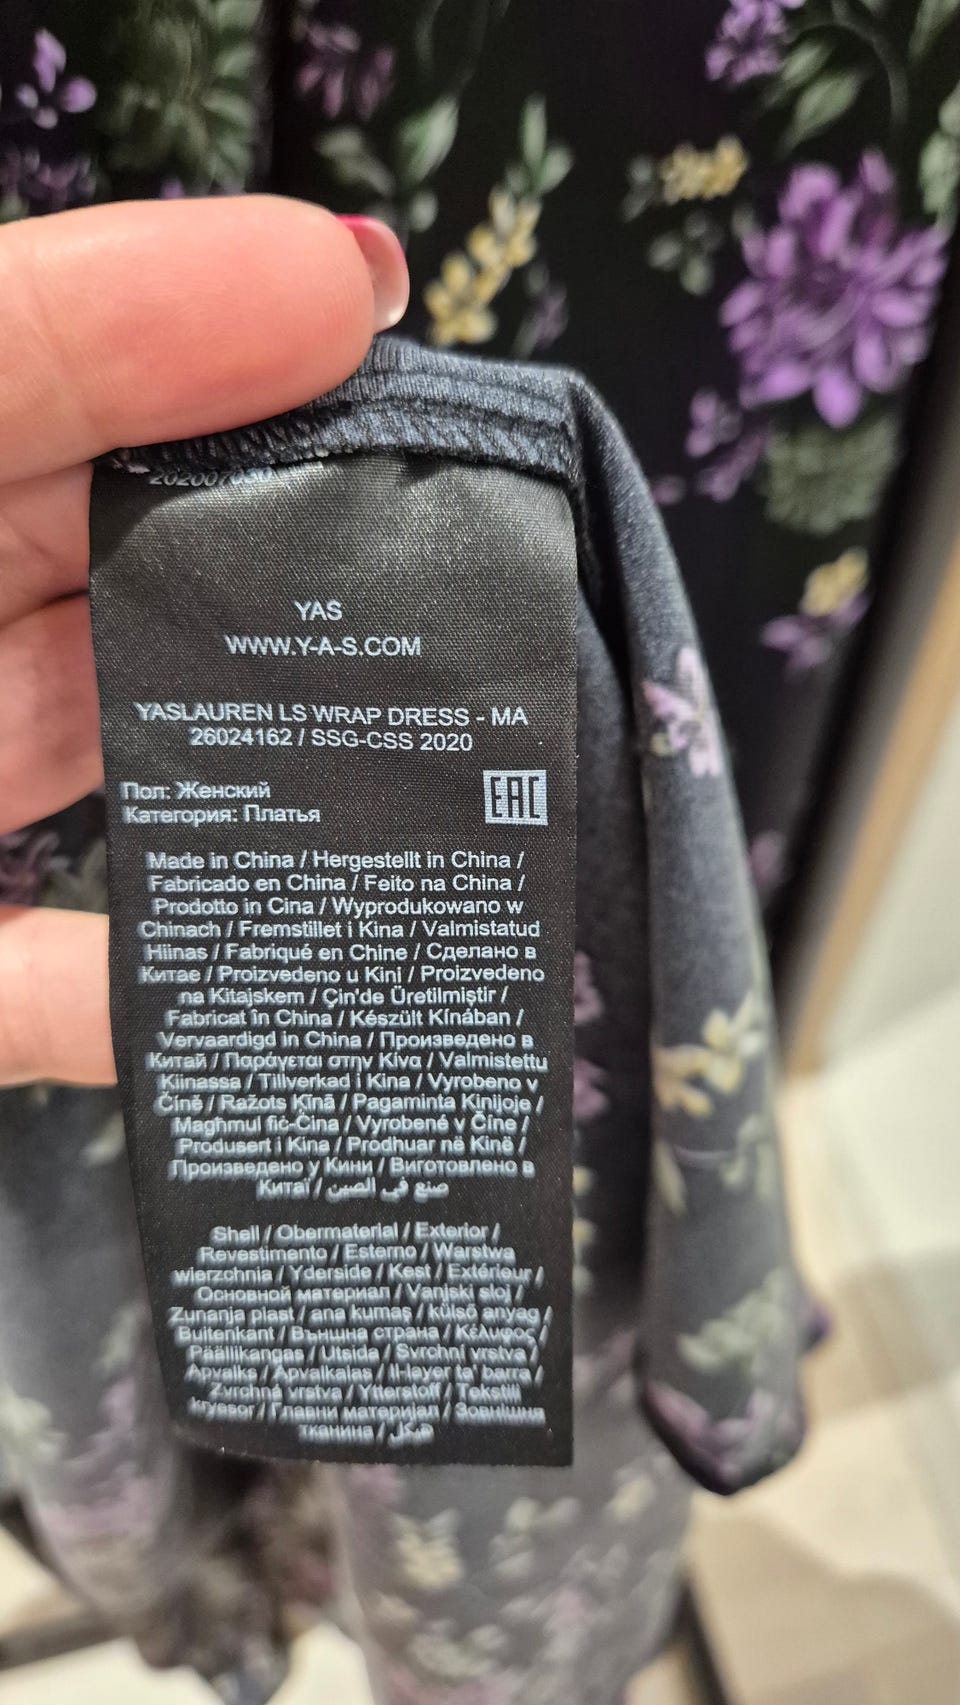 YAS
WWW.Y-A-S.COM
YASLAUREN LS WRAP DRESS - MA
26024162 / SSG-CSS 2020
Пол: Женский
Категория: Платья
EAC
Made in China / Hergestellt in China /
Fabricado en China / Feito na China /
Prodotto in Cina / Wyprodukowano w
Chinach / Fremstillet i Kina / Valmistatud
Hiinas / Fabriqué en Chine / Сделано в
Китае / Proizvedeno u Kini / Proizvedeno
na Kitajskem / Çin'de Üretilmiştir /
Fabricat în China / Készült Kínában /
Vervaardigd in China / Произведено в
Китай / Παράγεται στην Κίνα / Valmistettu
Kiinassa / Tillverkad i Kina / Vyrobeno v
Číně / Ražots Ķīnā / Pagaminta Kinijoje /
Magħmul fiċ-Ċina / Vyrobené v Číne /
Produsert i Kina / Prodhuar në Kinë /
Произведено у Кини / Виготовлено в
Китаї / صنع في الصين
Shell / Obermaterial / Exterior /
Revestimento / Esterno / Warstwa
wierzchnia / Yderside / Kest / Extérieur /
Основной материал / Vanjski sloj /
Zunanja plast / ana kumaş / külső anyag /
Buitenkant / Външна страна / Κέλυφος /
Päällikangas / Utsida / Svrchní vrstva /
Apvalks / Apvalkalas / Il-layer ta' barra /
Zvrchná vrstva / Ytterstoff / Tekstili
kryesor / Главни материјал / Зовнішня
тканина / هيكل